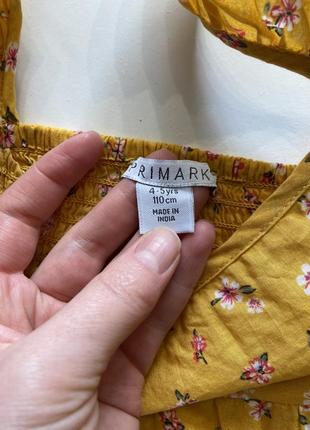 PRIMARK
4-5 yrs
110 cm
MADE IN
INDIA